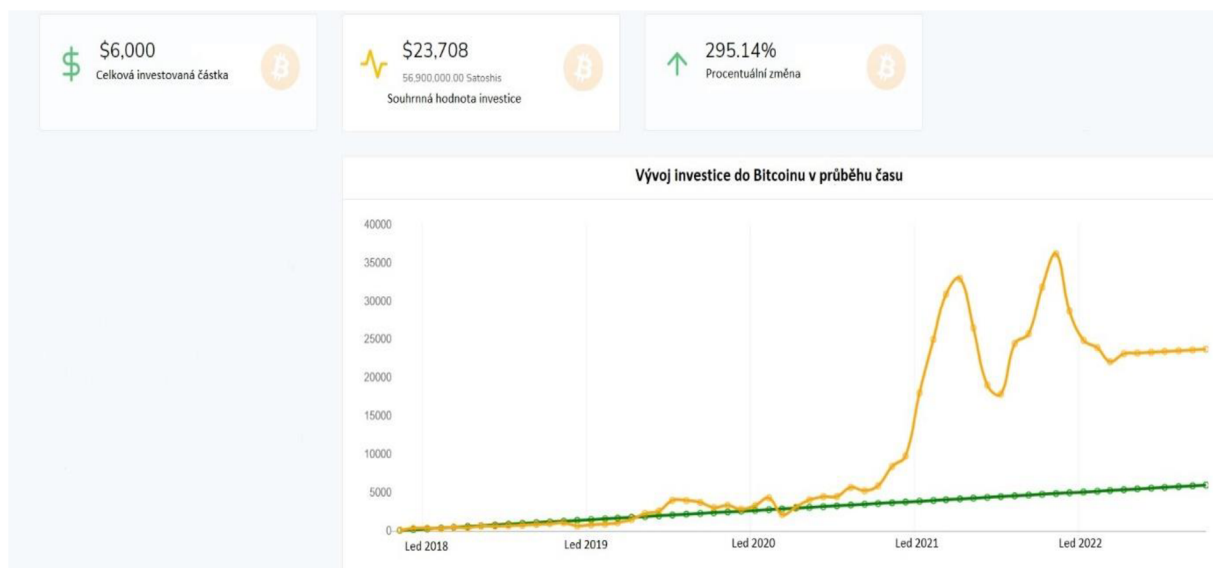 $6,000
Celková investovaná částka
$23,708
56,900,000.00 Satoshis
Souhrnná hodnota investice
295.14%
Procentuální změna
Vývoj investice do Bitcoinu v průběhu času
40000
35000
30000
25000
20000
15000
10000
5000
0
Led 2018
Led 2019
Led 2020
Led 2021
Led 2022